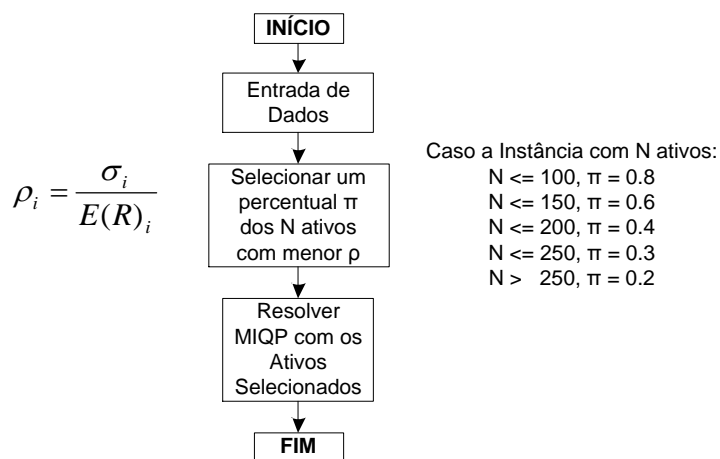 INÍCIO
Entrada de
Dados
ρᵢ = σᵢ / E(R)ᵢ
Selecionar um
percentual π
dos N ativos
com menor ρ
Resolver
MIQP com os
Ativos
Selecionados
FIM
Caso a Instância com N ativos:
N <= 100, π = 0.8
N <= 150, π = 0.6
N <= 200, π = 0.4
N <= 250, π = 0.3
N > 250, π = 0.2